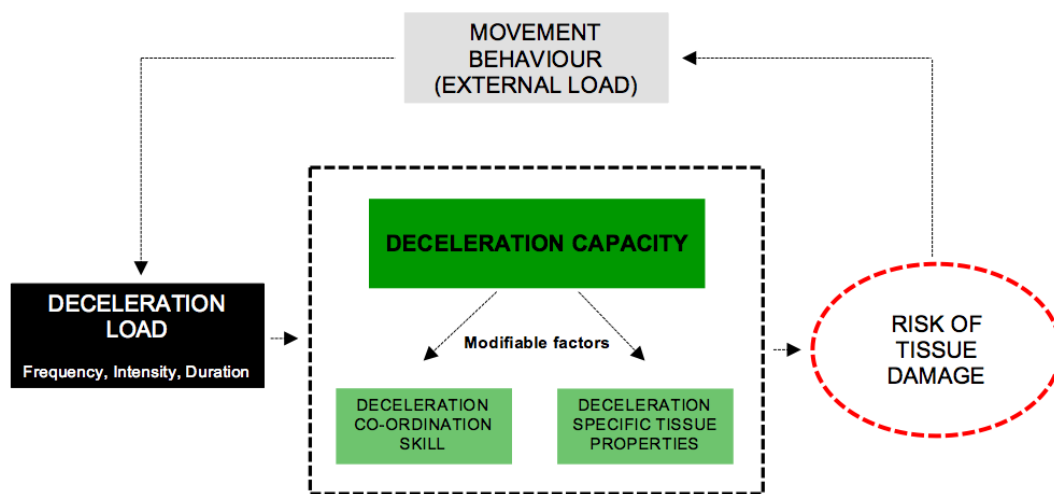 MOVEMENT
BEHAVIOUR
(EXTERNAL LOAD)
DECELERATION
LOAD
Frequency, Intensity, Duration
DECELERATION CAPACITY
Modifiable factors
DECELERATION
CO-ORDINATION
SKILL
DECELERATION
SPECIFIC TISSUE
PROPERTIES
RISK OF
TISSUE
DAMAGE